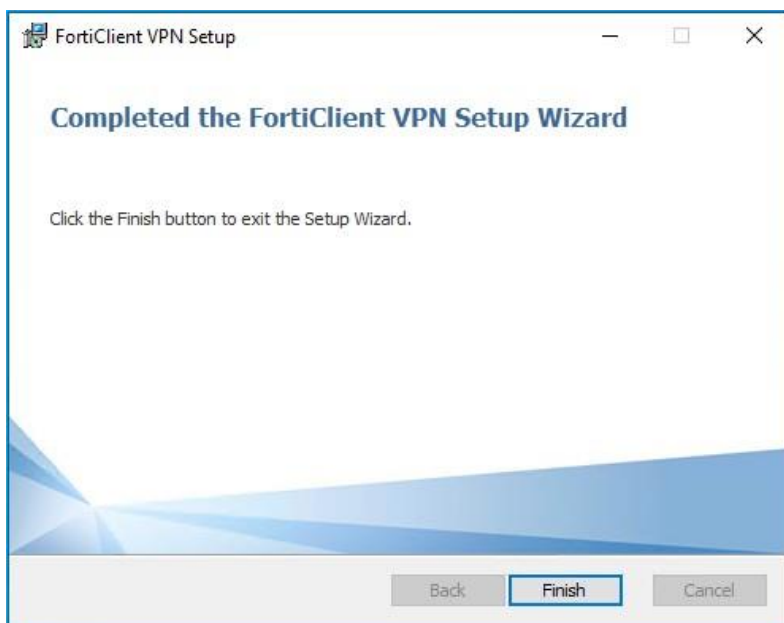 FortiClient VPN Setup
Completed the FortiClient VPN Setup Wizard
Click the Finish button to exit the Setup Wizard.
Back Finish Cancel